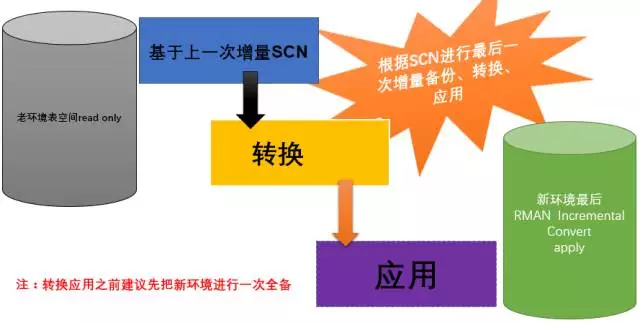 基于上一次增量SCN
根据SCN进行最后一
次增量备份、转换、
应用
老环境表空间read only
转换
新环境最后
RMAN Incremental
Convert
apply
应用
注：转换应用之前建议先把新环境进行一次全备